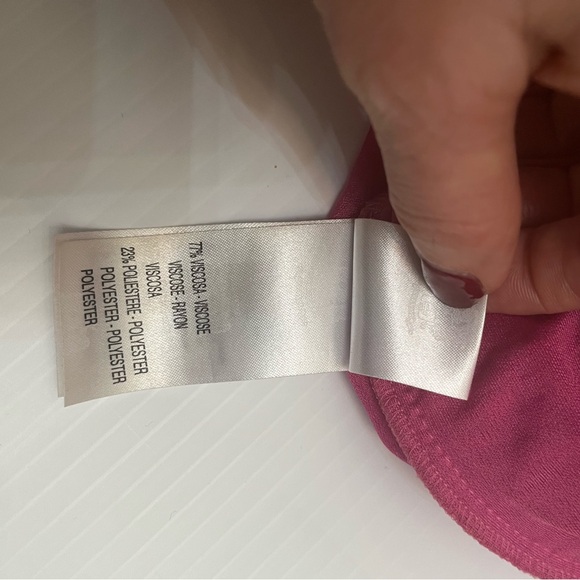 77% VISCOSA - VISCOSE
VISCOSE - RAYON
VISCOSA
23% POLIESTERE - POLYESTER
POLYESTER - POLYESTER
POLYESTER